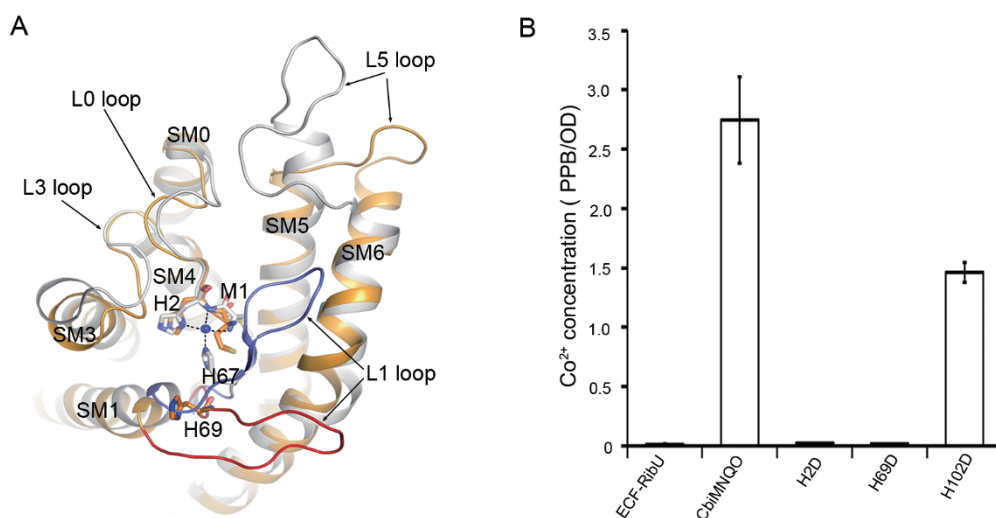 A
L5 loop
L0 loop
SM0
L3 loop
SM5
SM6
SM4
M1
H2
SM3
H67
L1 loop
SM1
H69
B
Co²⁺ concentration ( PPB/OD)
3.5
3.0
2.5
2.0
1.5
1.0
0.5
0
ECF-RibU
CbiMNQO
H2D
H69D
H102D